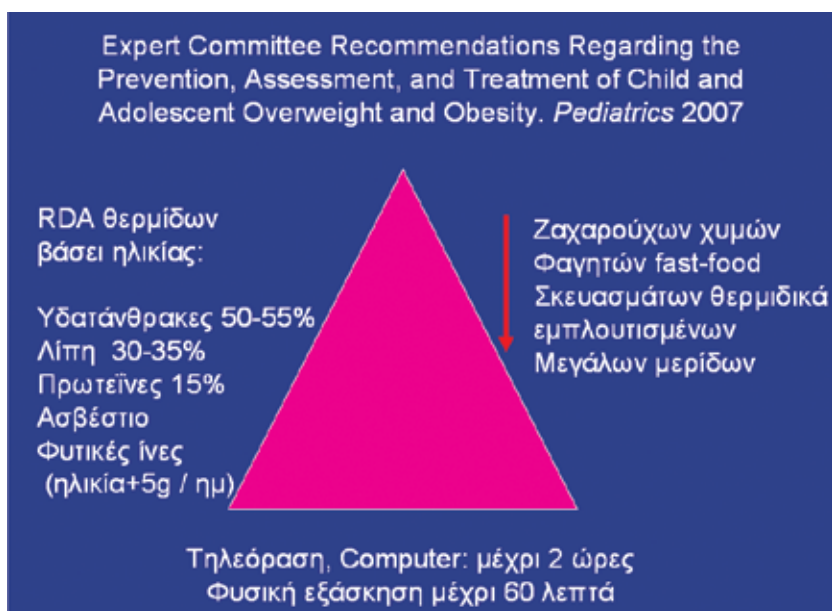 Expert Committee Recommendations Regarding the
Prevention, Assessment, and Treatment of Child and
Adolescent Overweight and Obesity. Pediatrics 2007
RDA θερμίδων
βάσει ηλικίας:
Υδατάνθρακες 50-55%
Λίπη 30-35%
Πρωτεΐνες 15%
Ασβέστιο
Φυτικές ίνες
(ηλικία+5g / ημ)
Ζαχαρούχων χυμών
Φαγητών fast-food
Σκευασμάτων θερμιδικά
εμπλουτισμένων
Μεγάλων μερίδων
Τηλεόραση, Computer: μέχρι 2 ώρες
Φυσική εξάσκηση μέχρι 60 λεπτά